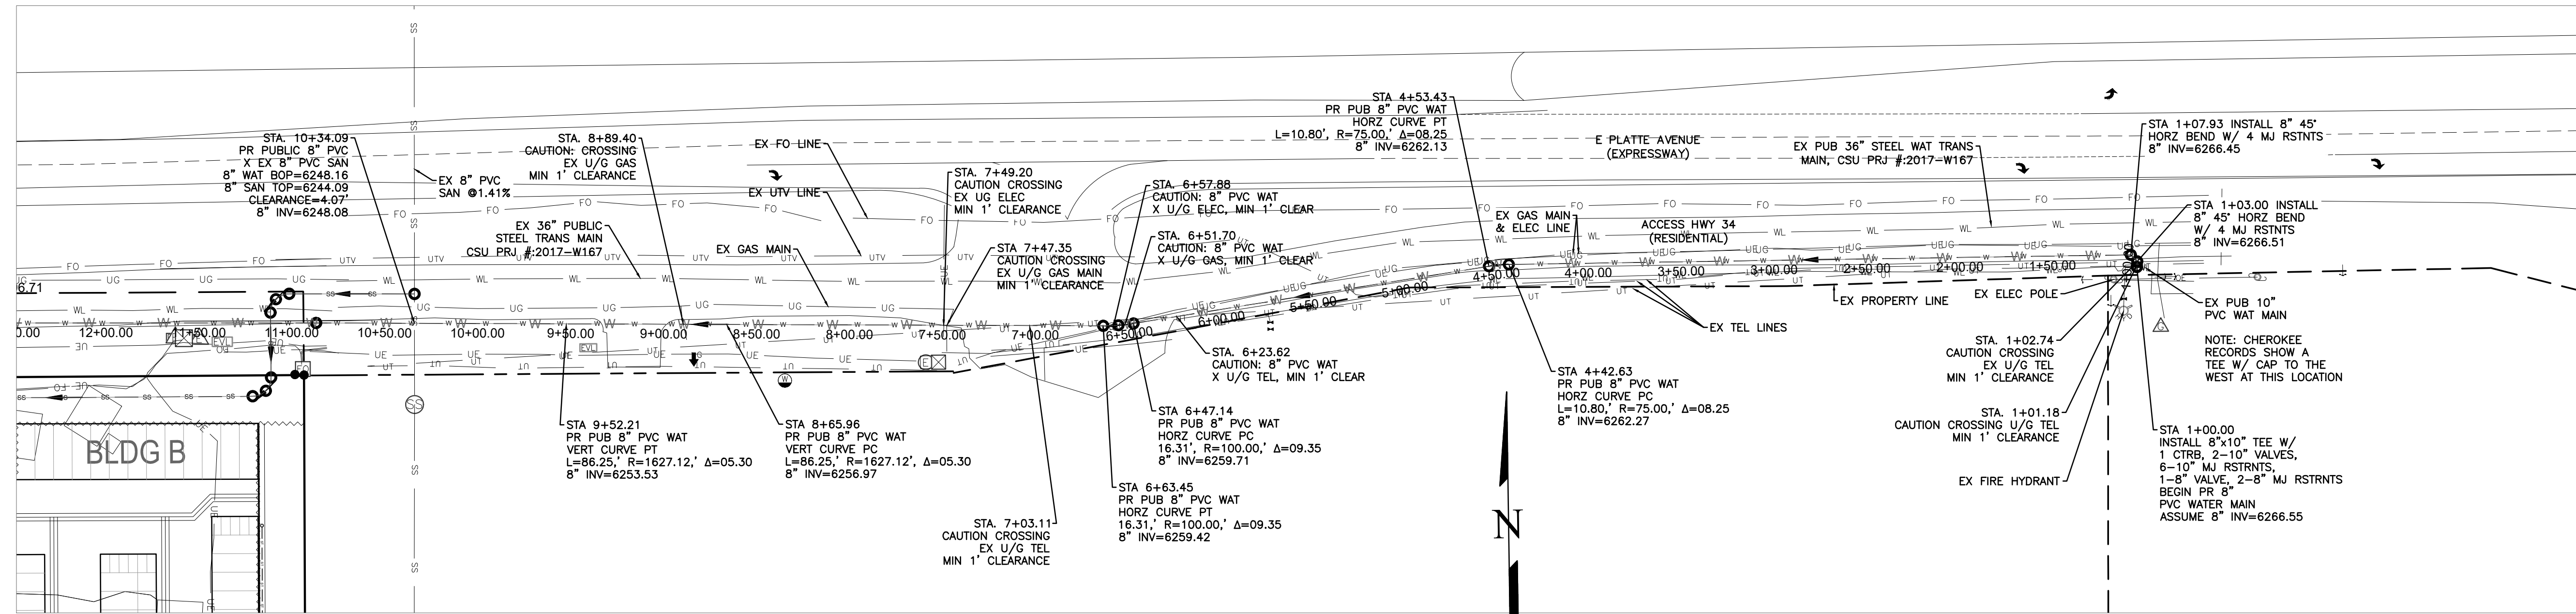 STA. 10+34.09
PR PUBLIC 8" PVC
X EX 8" PVC SAN
8" WAT BOP=6248.16
8" SAN TOP=6244.09
CLEARANCE=4.07'
8" INV=6248.08
EX 8" PVC
SAN @1.41%
STA. 8+89.40
CAUTION: CROSSING
EX U/G GAS
MIN 1' CLEARANCE
EX 36" PUBLIC
STEEL TRANS MAIN
CSU PRJ #:2017-W167
EX FO LINE
EX UTV LINE
EX GAS MAIN
STA. 7+49.20
CAUTION CROSSING
EX UG ELEC
MIN 1' CLEARANCE
STA 7+47.35
CAUTION CROSSING
EX U/G GAS MAIN
MIN 1' CLEARANCE
STA. 6+57.88
CAUTION: 8" PVC WAT
X U/G ELEC, MIN 1' CLEAR
STA. 6+51.70
CAUTION: 8" PVC WAT
X U/G GAS, MIN 1' CLEAR
STA 4+53.43
PR PUB 8" PVC WAT
HORZ CURVE PT
L=10.80', R=75.00,' Δ=08.25
8" INV=6262.13
EX GAS MAIN
& ELEC LINE
E PLATTE AVENUE
(EXPRESSWAY)
ACCESS HWY 34
(RESIDENTIAL)
EX PUB 36" STEEL WAT TRANS
MAIN, CSU PRJ #:2017-W167
STA 1+07.93 INSTALL 8" 45°
HORZ BEND W/ 4 MJ RSTNTS
8" INV=6266.45
STA 1+03.00 INSTALL
8" 45° HORZ BEND
W/ 4 MJ RSTNTS
8" INV=6266.51
6.71
12+00.00
11+50.00
11+00.00
10+50.00
10+00.00
9+50.00
9+00.00
8+50.00
8+00.00
7+50.00
7+00.00
6+50.00
6+00.00
5+50.00
5+00.00
4+50.00
4+00.00
3+50.00
3+00.00
2+50.00
2+00.00
1+50.00
EX PROPERTY LINE
EX ELEC POLE
EX TEL LINES
EX PUB 10"
PVC WAT MAIN
NOTE: CHEROKEE
RECORDS SHOW A
TEE W/ CAP TO THE
WEST AT THIS LOCATION
STA. 1+02.74
CAUTION CROSSING
EX U/G TEL
MIN 1' CLEARANCE
STA. 1+01.18
CAUTION CROSSING U/G TEL
MIN 1' CLEARANCE
EX FIRE HYDRANT
STA 1+00.00
INSTALL 8"x10" TEE W/
1 CTRB, 2-10" VALVES,
6-10" MJ RSTRNTS,
1-8" VALVE, 2-8" MJ RSTRNTS
BEGIN PR 8"
PVC WATER MAIN
ASSUME 8" INV=6266.55
STA 4+42.63
PR PUB 8" PVC WAT
HORZ CURVE PC
L=10.80,' R=75.00,' Δ=08.25
8" INV=6262.27
STA. 6+23.62
CAUTION: 8" PVC WAT
X U/G TEL, MIN 1' CLEAR
STA 6+47.14
PR PUB 8" PVC WAT
HORZ CURVE PC
16.31', R=100.00,' Δ=09.35
8" INV=6259.71
STA 6+63.45
PR PUB 8" PVC WAT
HORZ CURVE PT
16.31,' R=100.00,' Δ=09.35
8" INV=6259.42
STA. 7+03.11
CAUTION CROSSING
EX U/G TEL
MIN 1' CLEARANCE
STA 8+65.96
PR PUB 8" PVC WAT
VERT CURVE PC
L=86.25,' R=1627.12', Δ=05.30
8" INV=6256.97
STA 9+52.21
PR PUB 8" PVC WAT
VERT CURVE PT
L=86.25,' R=1627.12,' Δ=05.30
8" INV=6253.53
BLDG B
N